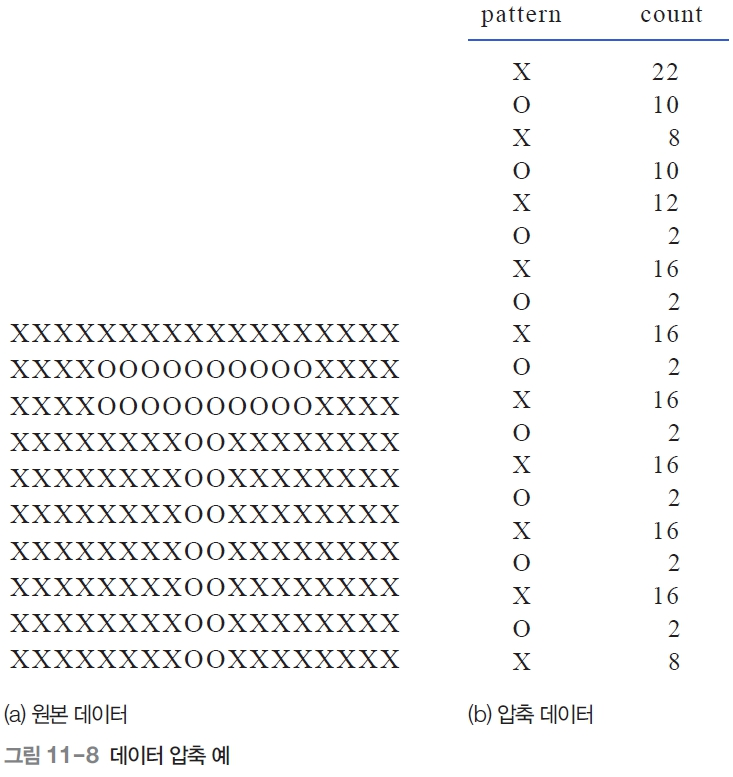 pattern count
X 22
O 10
X 8
O 10
X 12
O 2
X 16
O 2
X 16
O 2
X 16
O 2
X 16
O 2
X 16
O 2
X 16
O 2
X 8
XXXXXXXXXXXXXXXXXX
XXXXOOOOOOOOOOXXXX
XXXXOOOOOOOOOOXXXX
XXXXXXXXOOXXXXXXXX
XXXXXXXXOOXXXXXXXX
XXXXXXXXOOXXXXXXXX
XXXXXXXXOOXXXXXXXX
XXXXXXXXOOXXXXXXXX
XXXXXXXXOOXXXXXXXX
XXXXXXXXOOXXXXXXXX
(a) 원본 데이터
(b) 압축 데이터
그림 11-8 데이터 압축 예